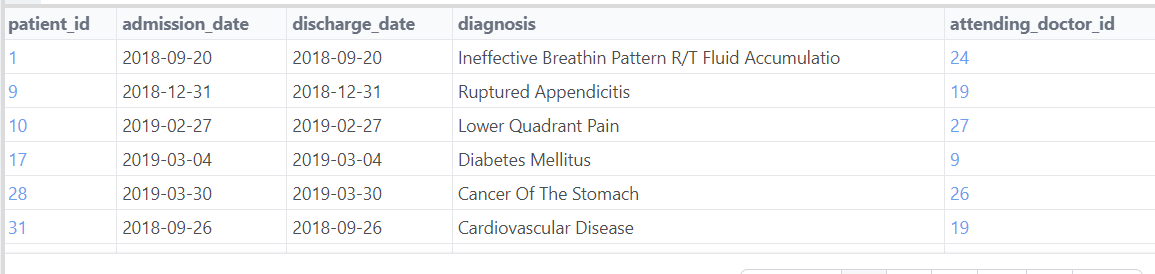 patient_id admission_date discharge_date diagnosis attending_doctor_id
1 2018-09-20 2018-09-20 Ineffective Breathin Pattern R/T Fluid Accumulatio 24
9 2018-12-31 2018-12-31 Ruptured Appendicitis 19
10 2019-02-27 2019-02-27 Lower Quadrant Pain 27
17 2019-03-04 2019-03-04 Diabetes Mellitus 9
28 2019-03-30 2019-03-30 Cancer Of The Stomach 26
31 2018-09-26 2018-09-26 Cardiovascular Disease 19